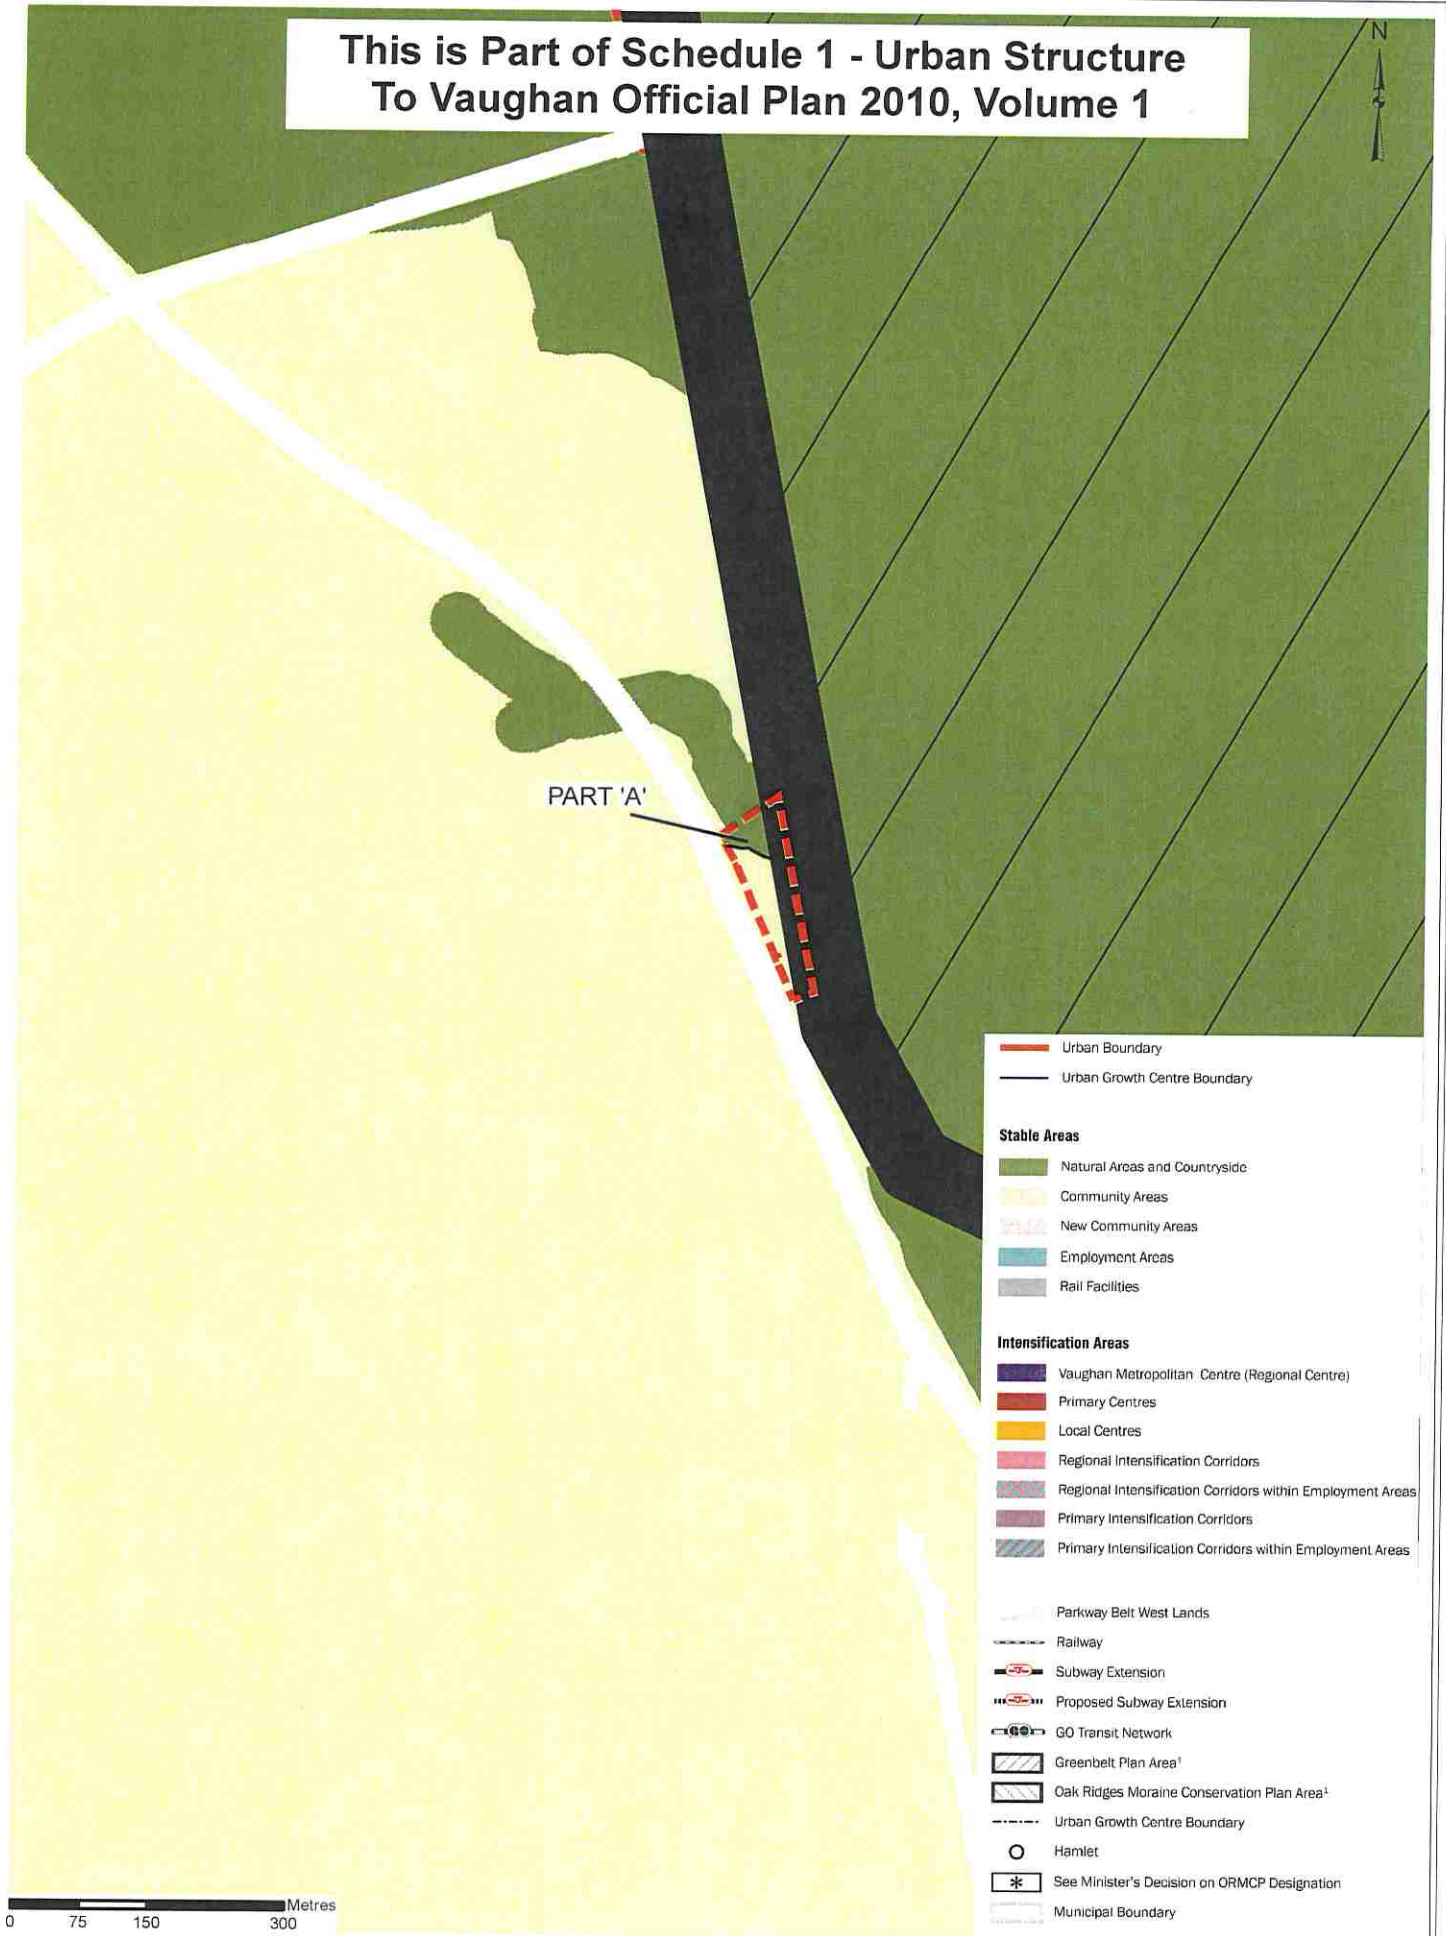 This is Part of Schedule 1 - Urban Structure
To Vaughan Official Plan 2010, Volume 1
N
PART 'A'
Urban Boundary
Urban Growth Centre Boundary
Stable Areas
Natural Areas and Countryside
Community Areas
New Community Areas
Employment Areas
Rail Facilities
Intensification Areas
Vaughan Metropolitan Centre (Regional Centre)
Primary Centres
Local Centres
Regional Intensification Corridors
Regional Intensification Corridors within Employment Areas
Primary Intensification Corridors
Primary Intensification Corridors within Employment Areas
Parkway Belt West Lands
Railway
Subway Extension
Proposed Subway Extension
GO Transit Network
Greenbelt Plan Area¹
Oak Ridges Moraine Conservation Plan Area¹
Urban Growth Centre Boundary
Hamlet
* See Minister's Decision on ORMCP Designation
Municipal Boundary
Metres
0 75 150 300